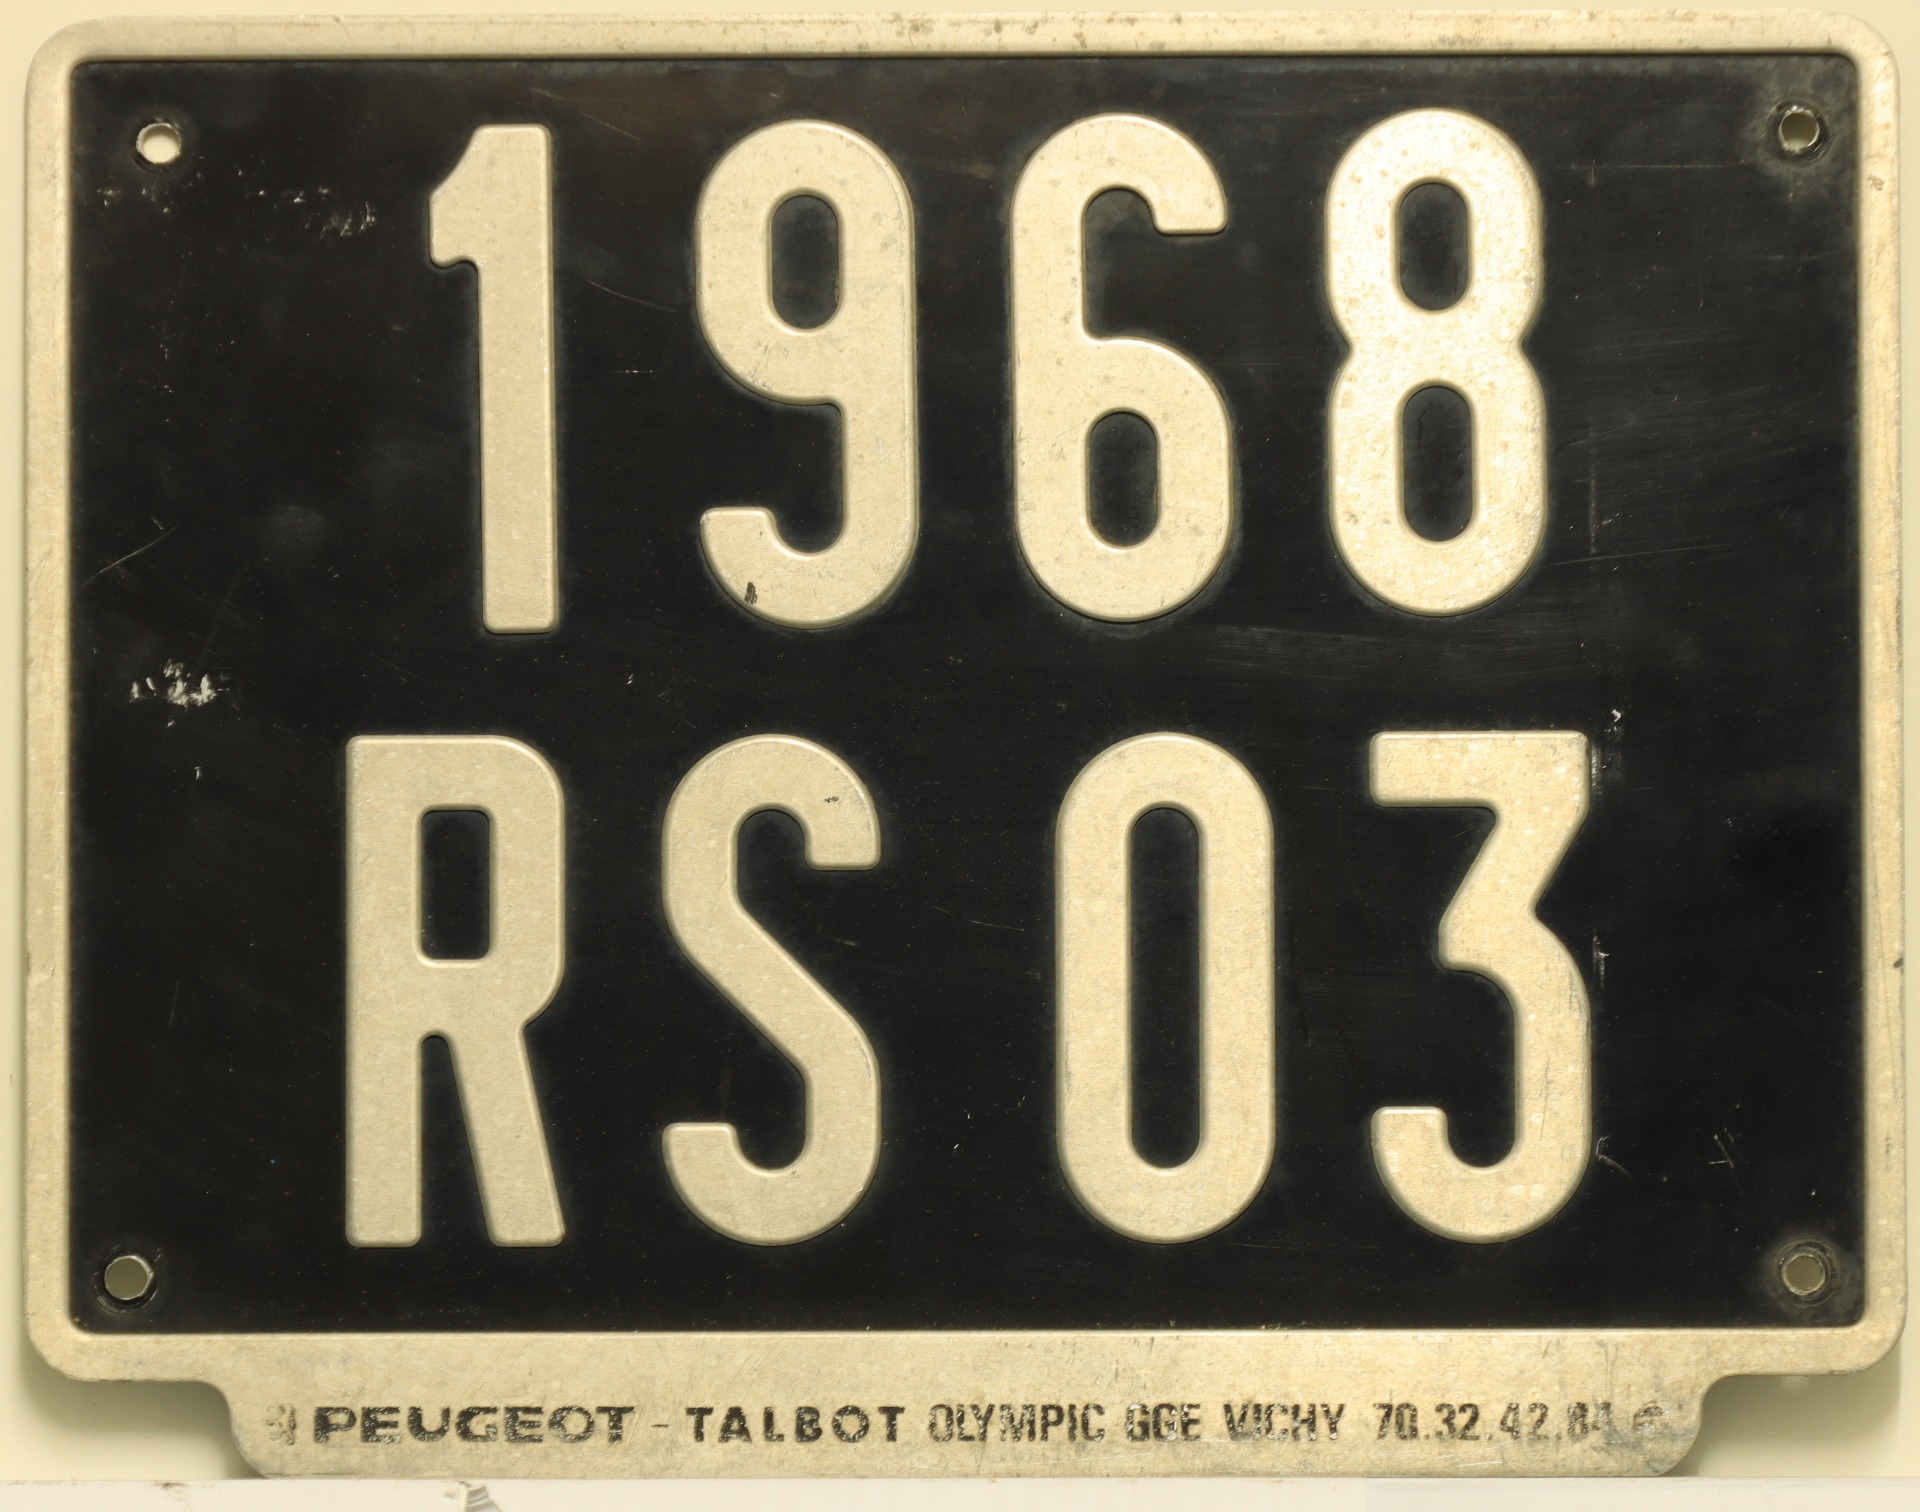 1968
RS 03
PEUGEOT - TALBOT OLYMPIC GGE VICHY 70.32.42.84